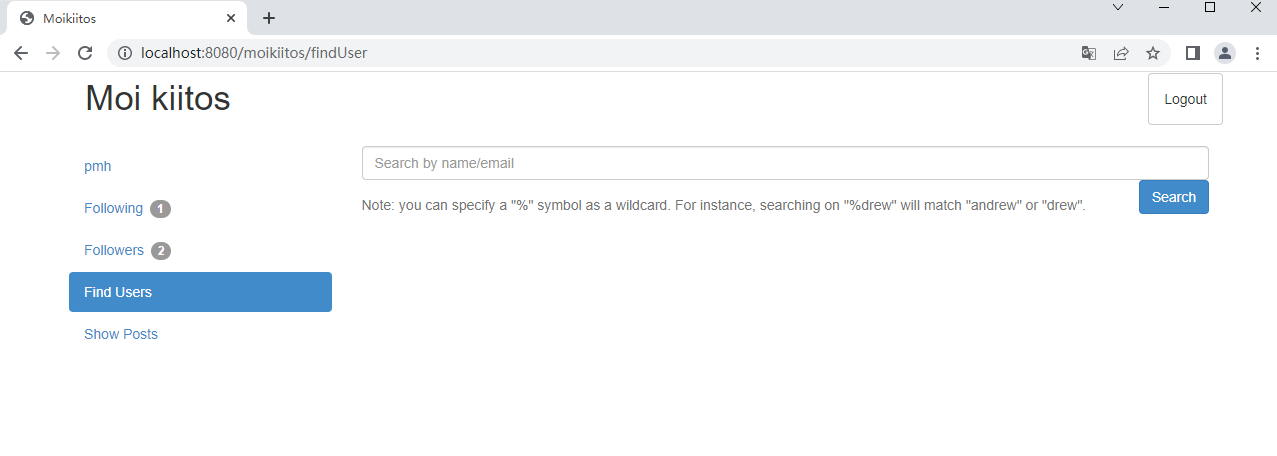 Moikiitos
localhost:8080/moikiitos/findUser
Moi kiitos
Logout
pmh
Search by name/email
Following 1
Note: you can specify a "%" symbol as a wildcard. For instance, searching on "%drew" will match "andrew" or "drew".
Search
Followers 2
Find Users
Show Posts